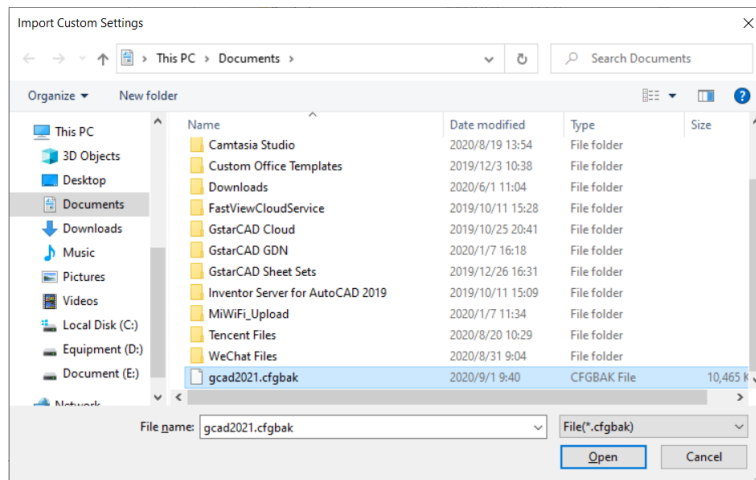 Import Custom Settings
This PC > Documents >
Search Documents
Organize New folder
This PC
3D Objects
Desktop
Documents
Downloads
Music
Pictures
Videos
Local Disk (C:)
Equipment (D:)
Document (E:)
Network
Name Date modified Type Size
Camtasia Studio 2020/8/19 13:54 File folder
Custom Office Templates 2019/12/3 10:38 File folder
Downloads 2020/6/1 11:04 File folder
FastViewCloudService 2019/10/11 15:28 File folder
GstarCAD Cloud 2019/10/25 20:41 File folder
GstarCAD GDN 2020/1/7 16:18 File folder
GstarCAD Sheet Sets 2019/12/26 16:31 File folder
Inventor Server for AutoCAD 2019 2019/10/11 15:09 File folder
MiWiFi_Upload 2020/1/7 11:34 File folder
Tencent Files 2020/8/20 10:29 File folder
WeChat Files 2020/8/31 9:04 File folder
gcad2021.cfgbak 2020/9/1 9:40 CFGBAK File 10,465 K
File name: gcad2021.cfgbak File(*.cfgbak)
Open Cancel